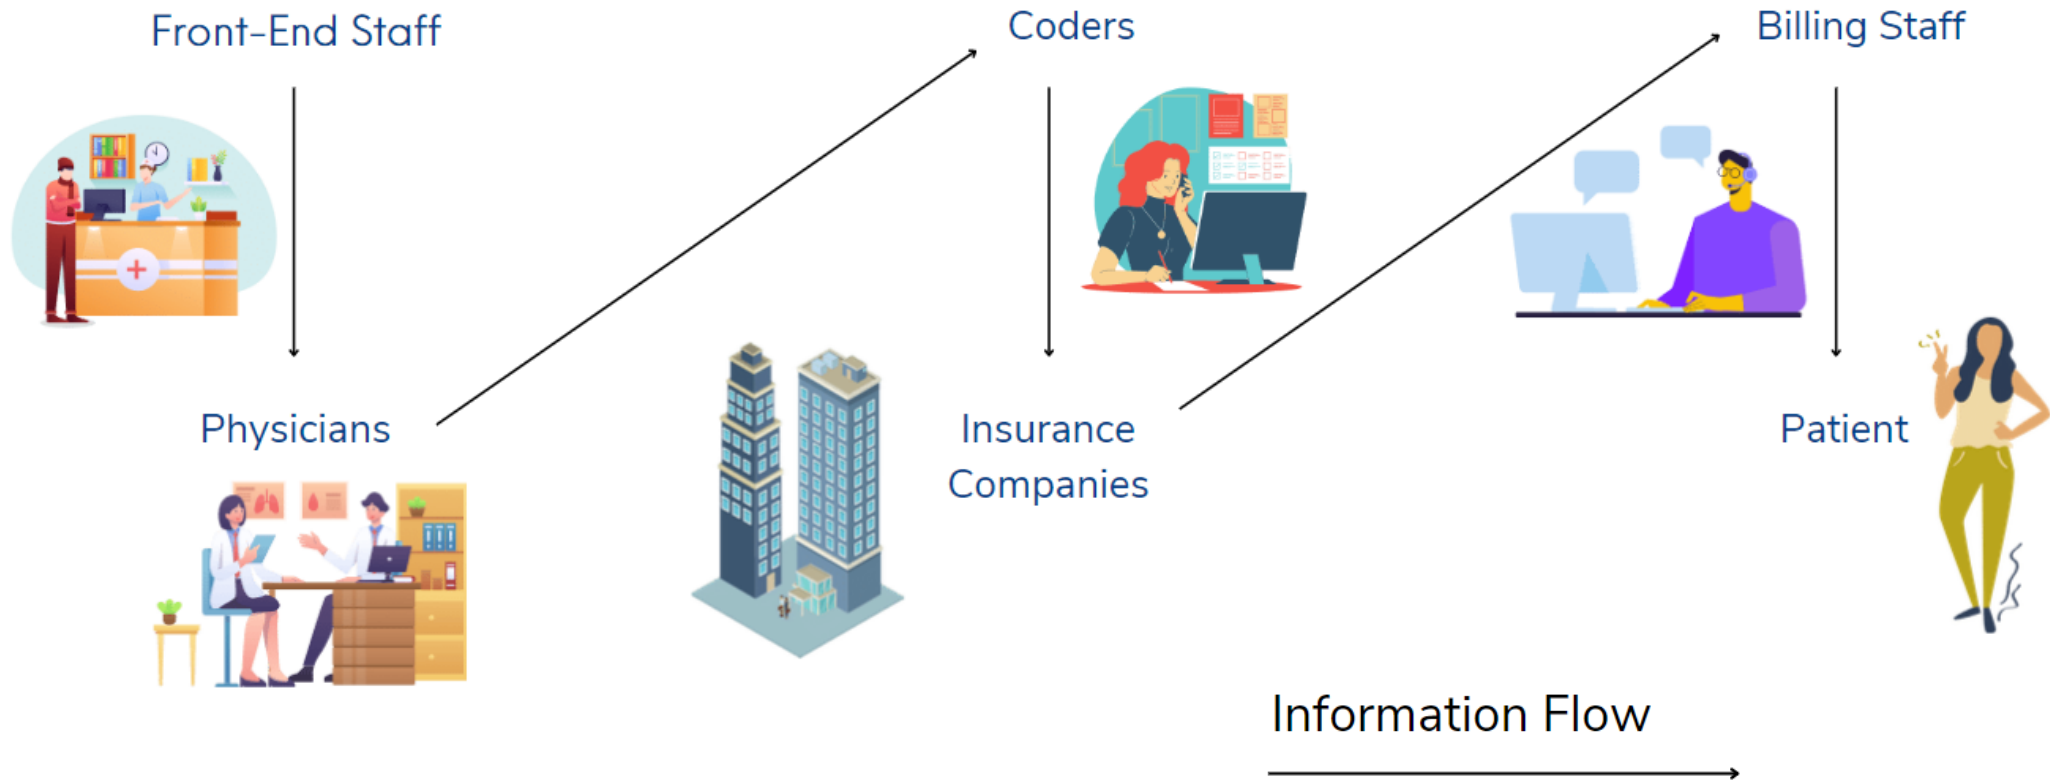 Front-End Staff
Coders
Billing Staff
Physicians
Insurance
Companies
Patient
Information Flow